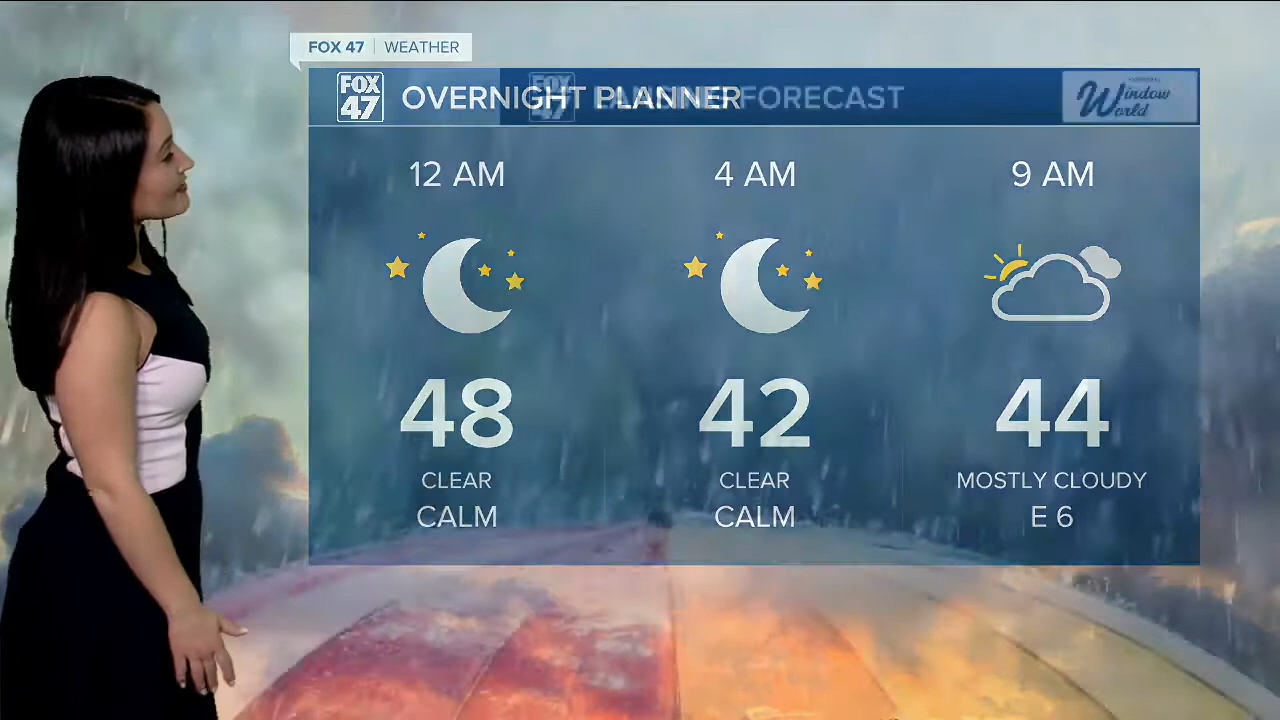 FOX 47 | WEATHER
FOX 47 OVERNIGHT PLANNER FORECAST
Window World
12 AM 4 AM 9 AM
48 42 44
CLEAR CLEAR MOSTLY CLOUDY
CALM CALM E 6